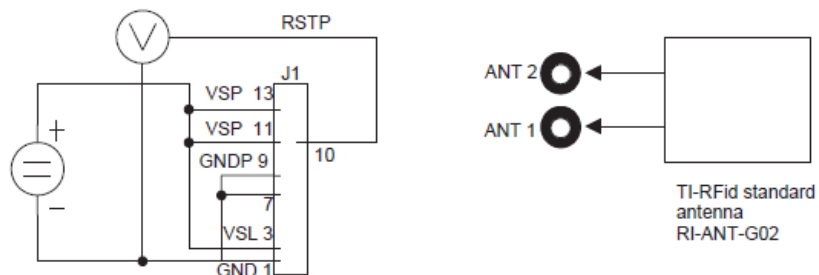 RSTP
V
J1
+
VSP 13
VSP 11
10
GNDP 9
7
VSL 3
GND 1
−
ANT 2
ANT 1
TI-RFid standard
antenna
RI-ANT-G02